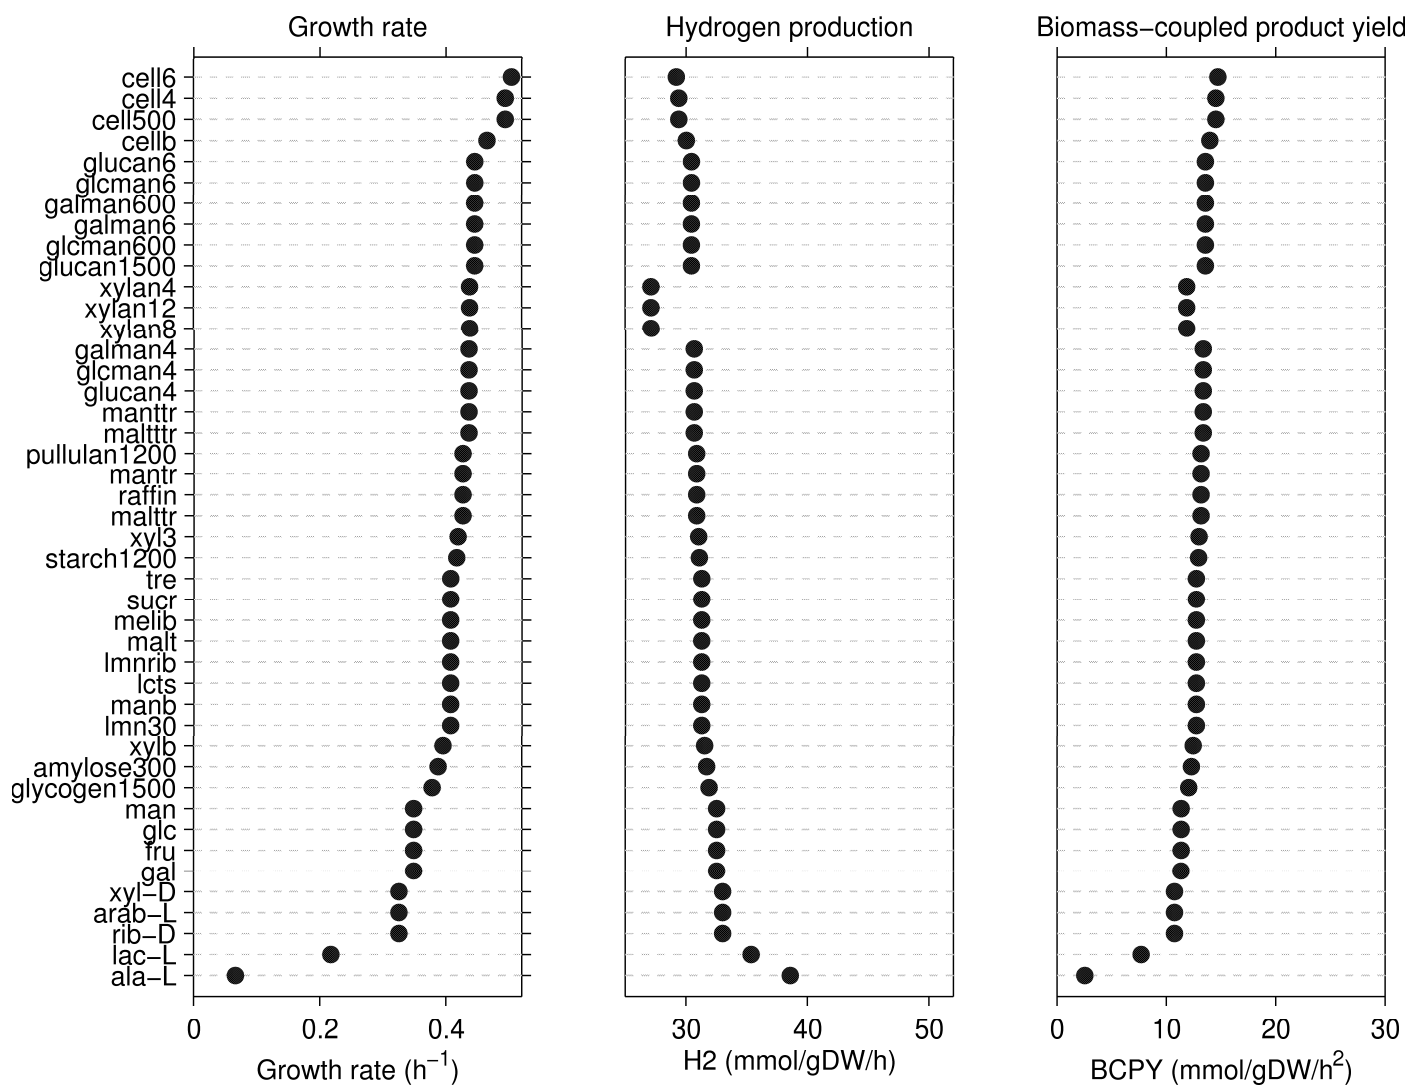 Growth rate
Hydrogen production
Biomass−coupled product yield
cell6
cell4
cell500
cellb
glucan6
glcman6
galman600
galman6
glcman600
glucan1500
xylan4
xylan12
xylan8
galman4
glcman4
glucan4
manttr
maltttr
pullulan1200
mantr
raffin
malttr
xyl3
starch1200
tre
sucr
melib
malt
lmnrib
lcts
manb
lmn30
xylb
amylose300
glycogen1500
man
glc
fru
gal
xyl−D
arab−L
rib−D
lac−L
ala−L
0 0.2 0.4
30 40 50
0 10 20 30
Growth rate (h⁻¹)
H2 (mmol/gDW/h)
BCPY (mmol/gDW/h²)